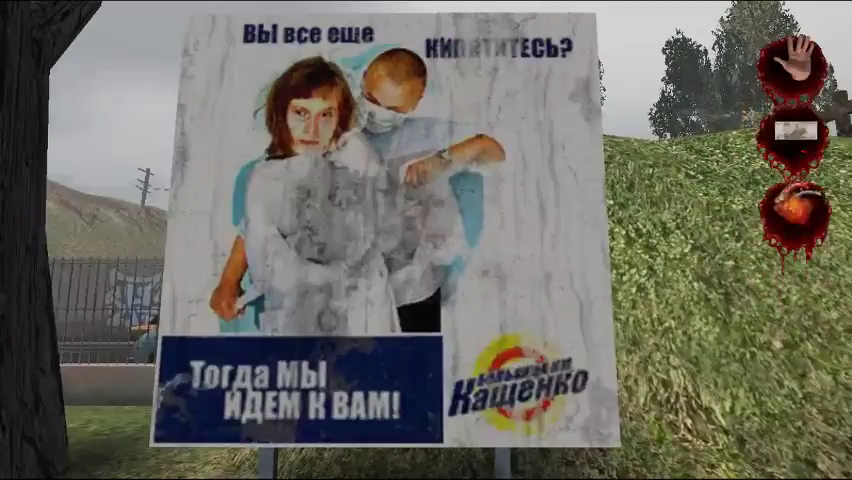 ВЫ все еще
КИПЯТИТЕСЬ?
Тогда МЫ
ИДЕМ К ВАМ!
Кащенко